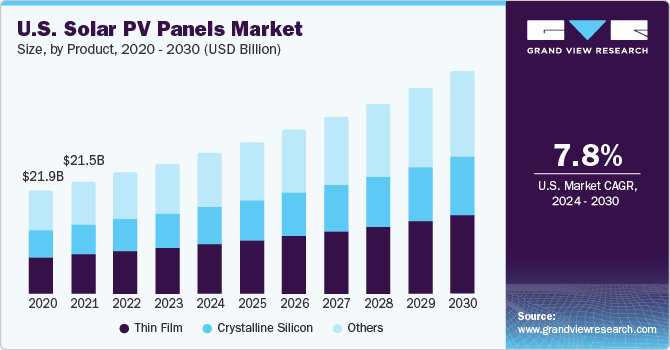 U.S. Solar PV Panels Market
Size, by Product, 2020 - 2030 (USD Billion)
$21.9B
$21.5B
2020 2021 2022 2023 2024 2025 2026 2027 2028 2029 2030
Thin Film Crystalline Silicon Others
GRAND VIEW RESEARCH
7.8%
U.S. Market CAGR,
2024 - 2030
Source:
www.grandviewresearch.com